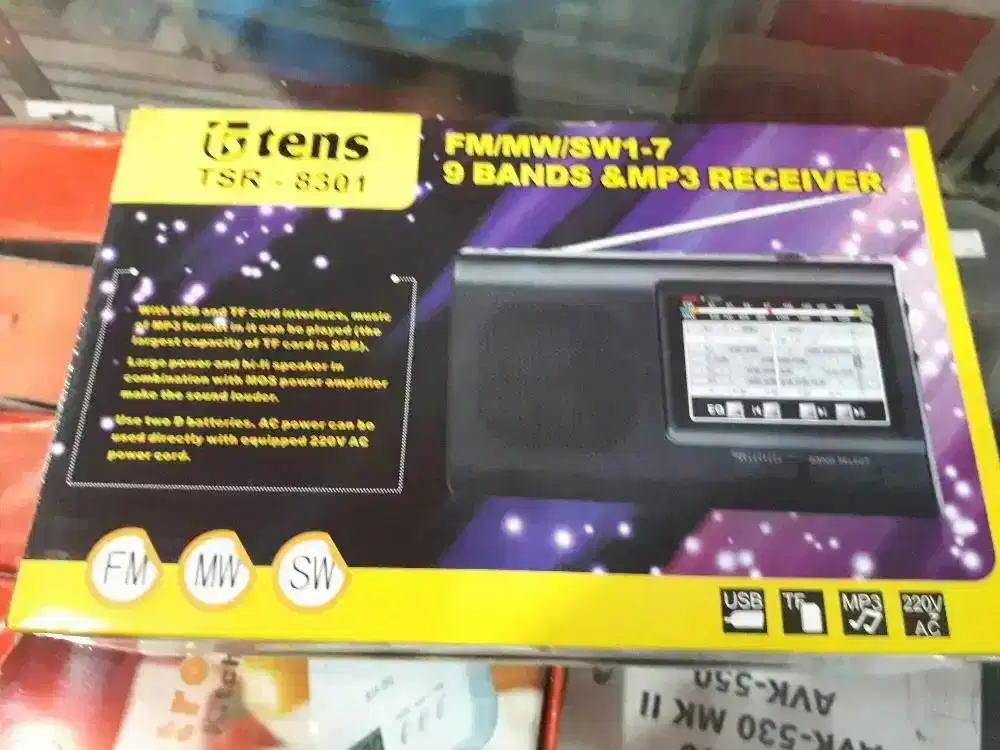 tens
TSR - 8301
FM/MW/SW1-7
9 BANDS &MP3 RECEIVER
With USB and TF card interface, music
of MP3 format in it can be played (the
largest capacity of TF card is 8GB).
Large power and hi-fi speaker in
combination with MOS power amplifier
make the sound louder.
Use two D batteries. AC power can be
used directly with equipped 220V AC
power cord.
EQ
FM
MW
SW
USB
TF
MP3
220V
AC
AVK-550
AVK-530 MK II